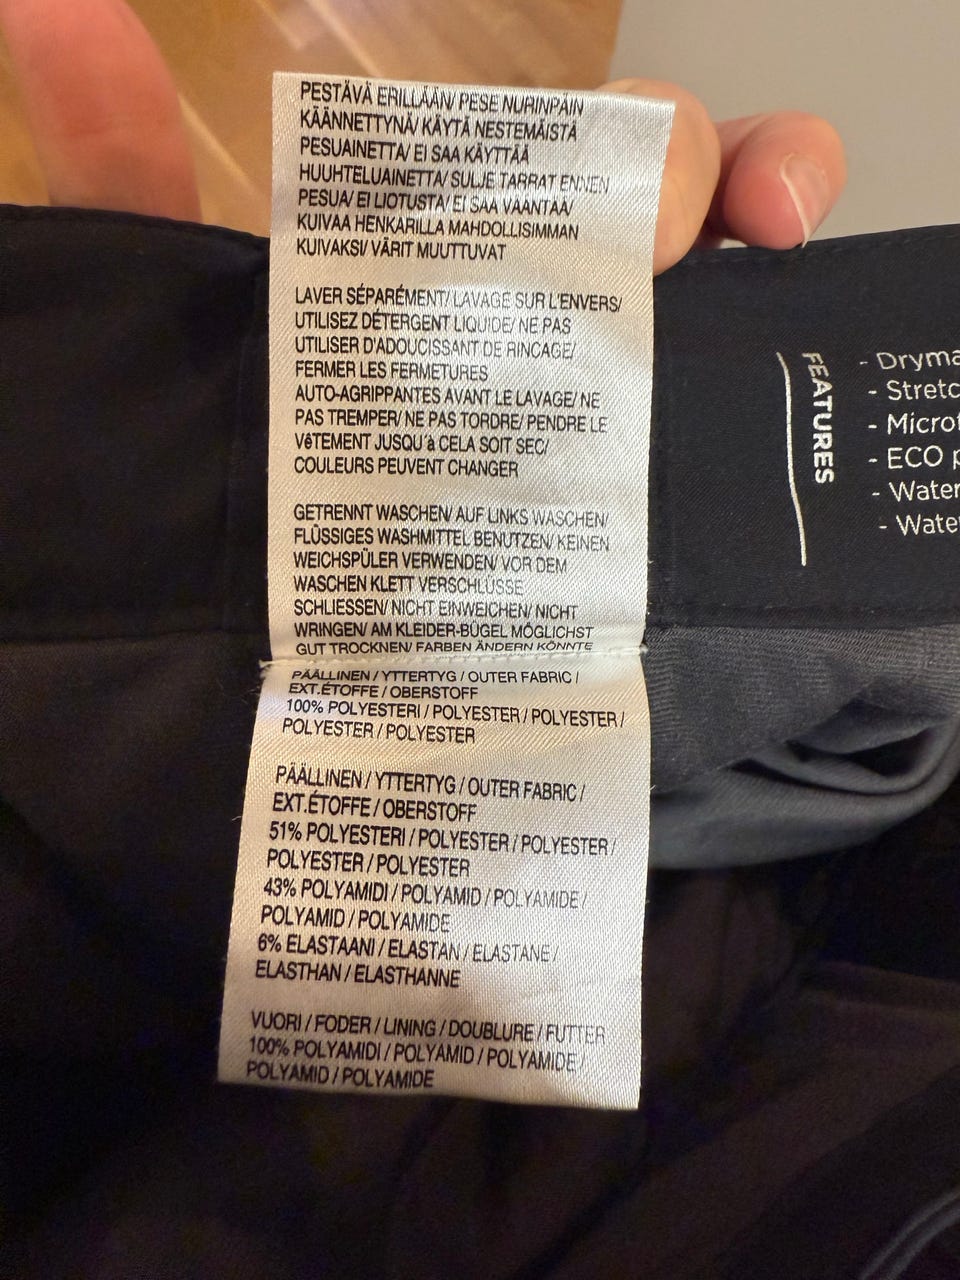 PESTÄVÄ ERILLÄÄN/ PESE NURINPÄIN
KÄÄNNETTYNÄ/ KÄYTÄ NESTEMÄISTÄ
PESUAINETTA/ EI SAA KÄYTTÄÄ
HUUHTELUAINETTA/ SULJE TARRAT ENNEN
PESUA/ EI LIOTUSTA/ EI SAA VÄÄNTÄÄ/
KUIVAA HENKARILLA MAHDOLLISIMMAN
KUIVAKSI/ VÄRIT MUUTTUVAT
LAVER SÉPARÉMENT/ LAVAGE SUR L'ENVERS/
UTILISEZ DÉTERGENT LIQUIDE/ NE PAS
UTILISER D'ADOUCISSANT DE RINCAGE/
FERMER LES FERMETURES
AUTO-AGRIPPANTES AVANT LE LAVAGE/ NE
PAS TREMPER/ NE PAS TORDRE/ PENDRE LE
VêTEMENT JUSQU'à CELA SOIT SEC/
COULEURS PEUVENT CHANGER
GETRENNT WASCHEN/ AUF LINKS WASCHEN/
FLÜSSIGES WASHMITTEL BENUTZEN/ KEINEN
WEICHSPÜLER VERWENDEN/ VOR DEM
WASCHEN KLETT VERSCHLÜSSE
SCHLIESSEN/ NICHT EINWEICHEN/ NICHT
WRINGEN/ AM KLEIDER-BÜGEL MÖGLICHST
GUT TROCKNEN/ FARBEN ÄNDERN KÖNNTE
PÄÄLLINEN / YTTERTYG / OUTER FABRIC /
EXT.ÉTOFFE / OBERSTOFF
100% POLYESTERI / POLYESTER / POLYESTER /
POLYESTER / POLYESTER
PÄÄLLINEN / YTTERTYG / OUTER FABRIC /
EXT.ÉTOFFE / OBERSTOFF
51% POLYESTERI / POLYESTER / POLYESTER /
POLYESTER / POLYESTER
43% POLYAMIDI / POLYAMID / POLYAMIDE /
POLYAMID / POLYAMIDE
6% ELASTAANI / ELASTAN / ELASTANE /
ELASTHAN / ELASTHANNE
VUORI / FODER / LINING / DOUBLURE / FUTTER
100% POLYAMIDI / POLYAMID / POLYAMIDE /
POLYAMID / POLYAMIDE
FEATURES
- Dryma
- Stretc
- Microf
- ECO p
- Water
- Water